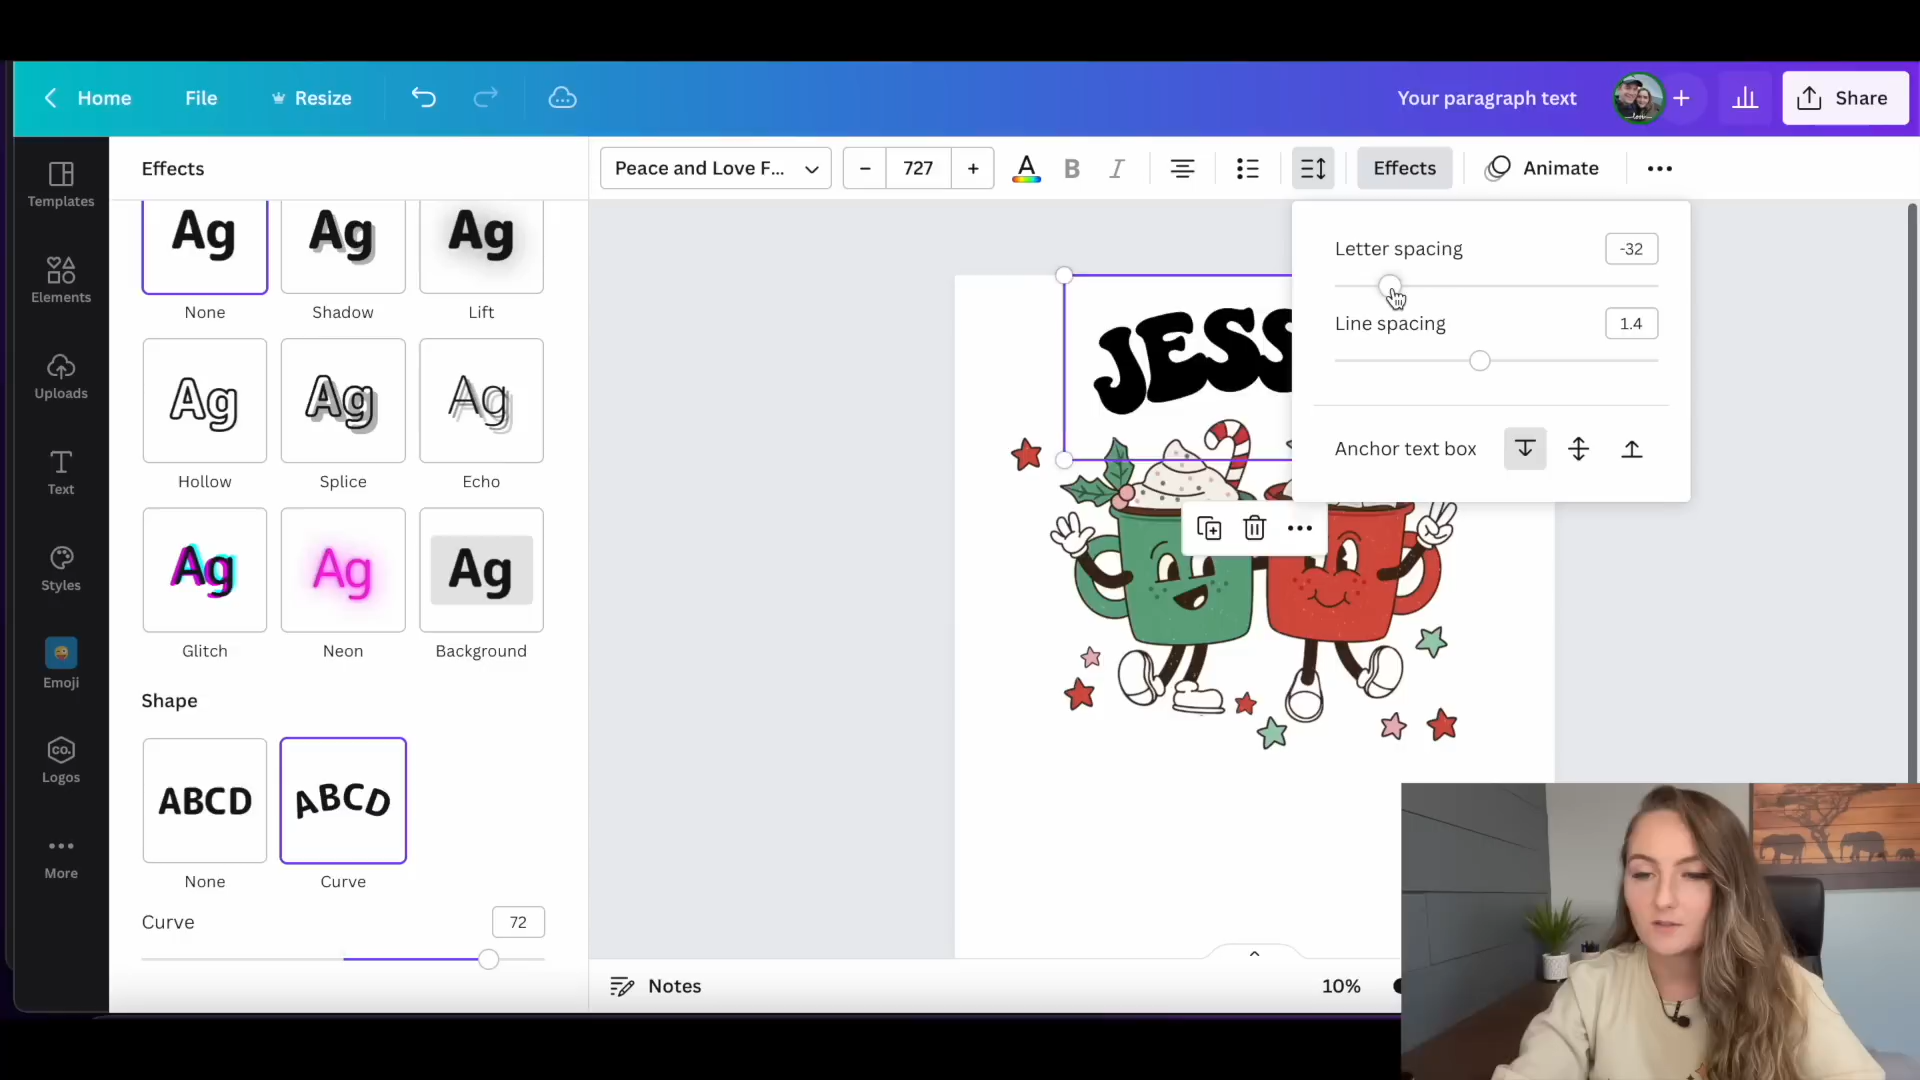 Home
File
Resize
Your paragraph text
Share
Effects
Peace and Love F...
–
727
+
A
B
I
Effects
Animate
Templates
Elements
Uploads
Text
Styles
Emoji
Logos
More
Ag
Ag
Ag
None
Shadow
Lift
Ag
Ag
Ag
Hollow
Splice
Echo
Ag
Ag
Ag
Glitch
Neon
Background
Shape
ABCD
ABCD
None
Curve
Curve
72
Letter spacing
-32
Line spacing
1.4
Anchor text box
JESS
Notes
10%
co.